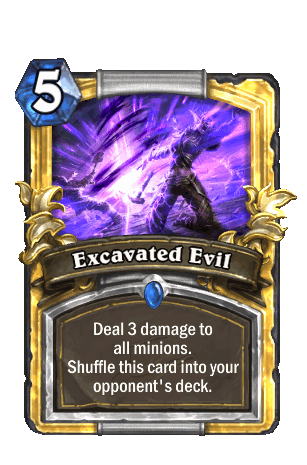 5
Excavated Evil
Deal 3 damage to
all minions.
Shuffle this card into your
opponent's deck.